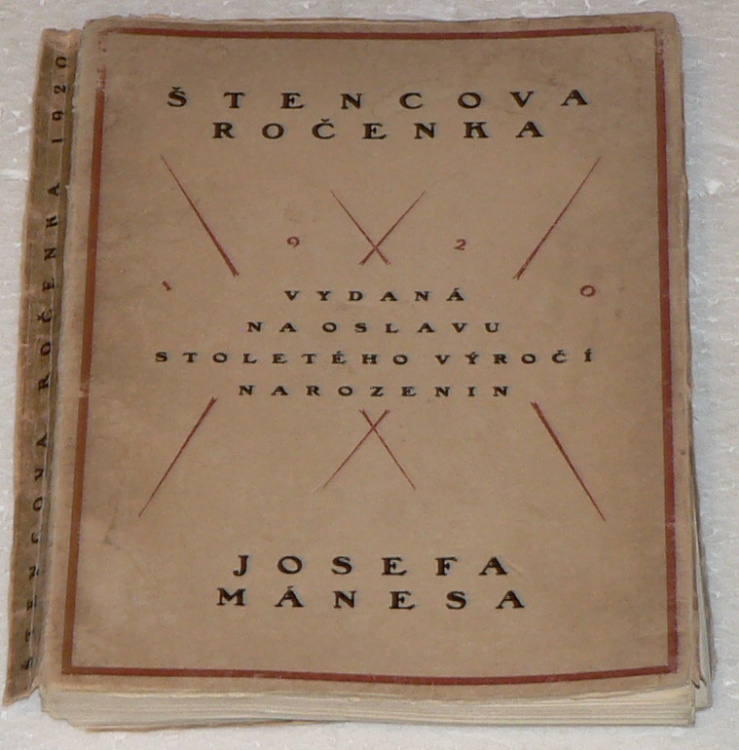 ŠTENCOVA
ROČENKA
1 9 2 0
VYDANÁ
NA OSLAVU
STOLETÉHO VÝROČÍ
NAROZENIN
JOSEFA
MÁNESA
ŠTENCOVA ROČENKA 1920